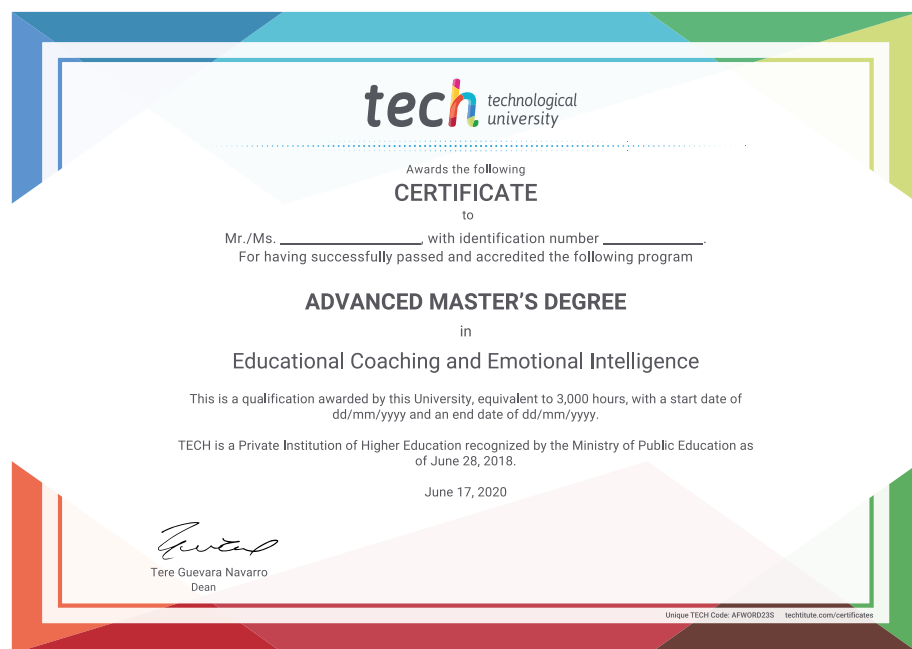 tech technological
university
Awards the following
CERTIFICATE
to
Mr./Ms. ____________________, with identification number ______________.
For having successfully passed and accredited the following program
ADVANCED MASTER’S DEGREE
in
Educational Coaching and Emotional Intelligence
This is a qualification awarded by this University, equivalent to 3,000 hours, with a start date of
dd/mm/yyyy and an end date of dd/mm/yyyy.
TECH is a Private Institution of Higher Education recognized by the Ministry of Public Education as
of June 28, 2018.
June 17, 2020
Tere Guevara Navarro
Dean
Unique TECH Code: AFWORD23S techtitute.com/certificates